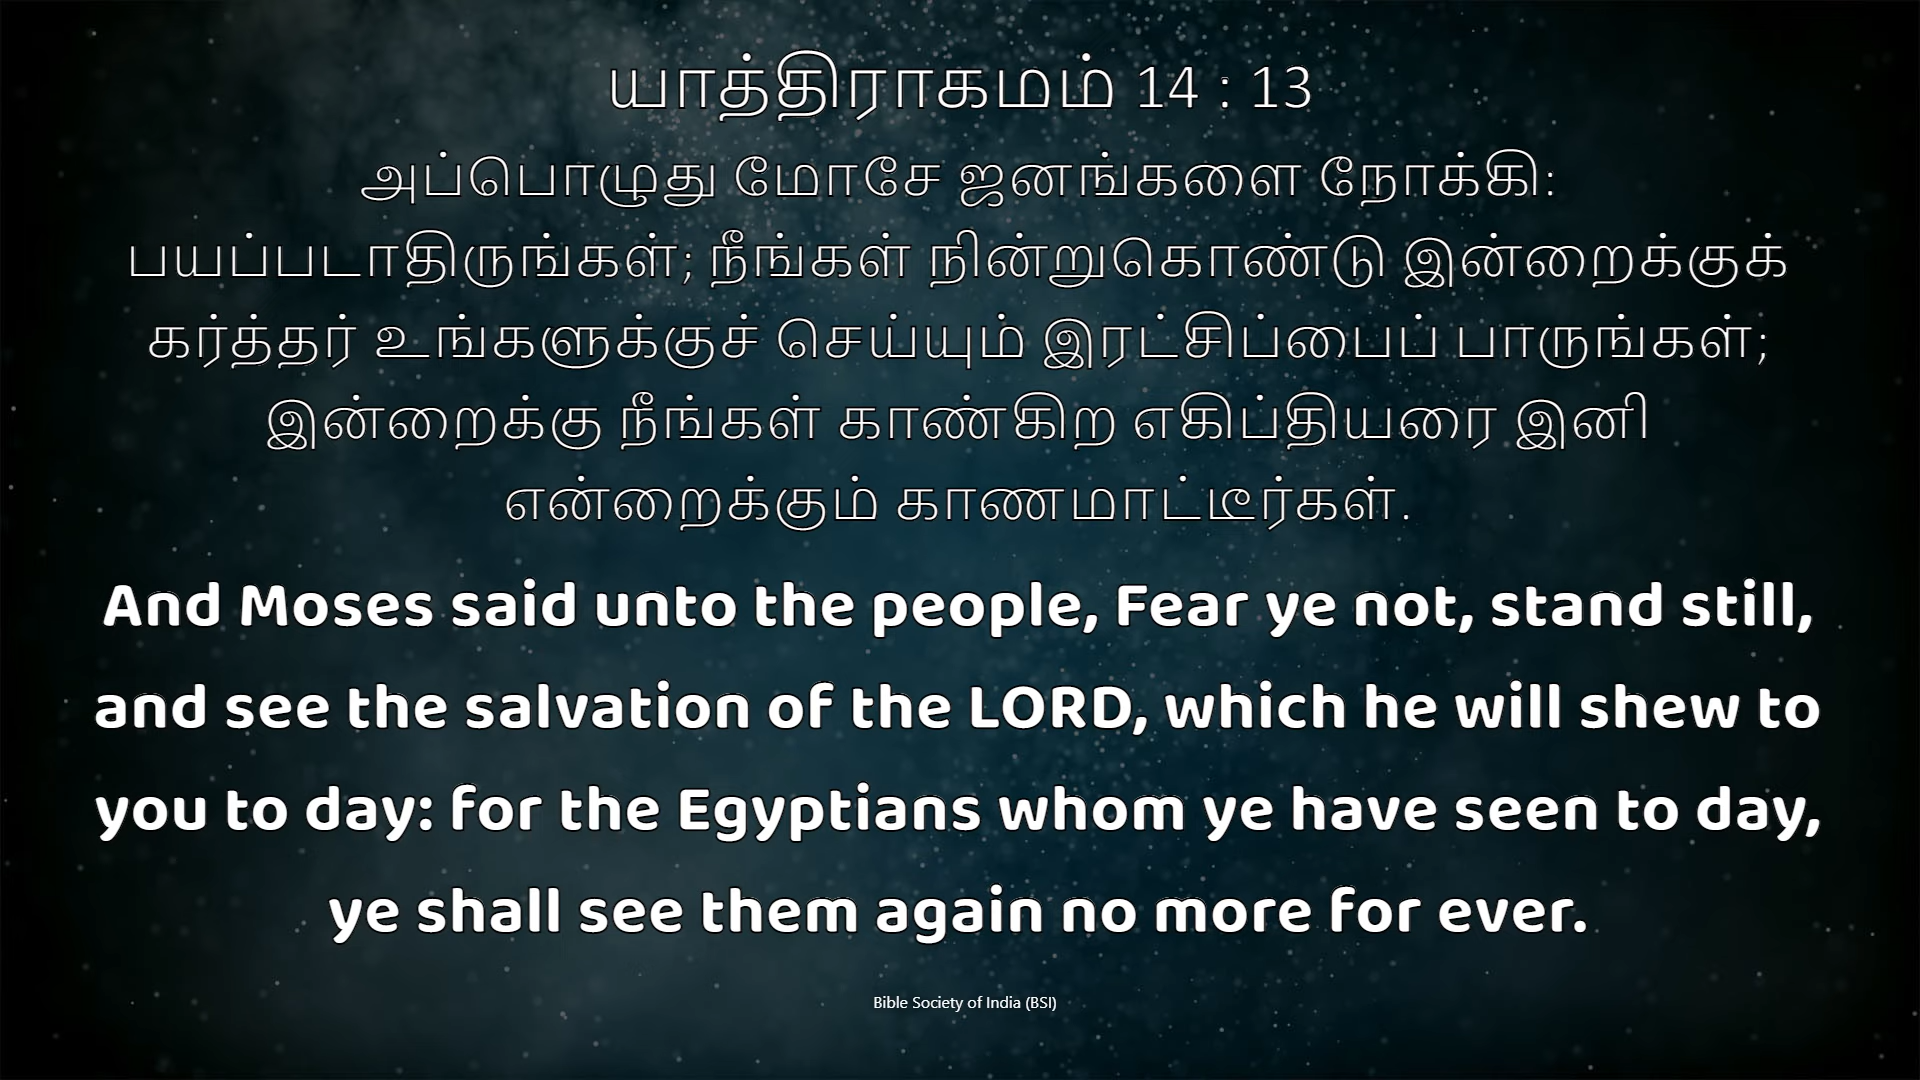 யாத்திராகமம் 14 : 13
அப்பொழுது மோசே ஜனங்களை நோக்கி:
பயப்படாதிருங்கள்; நீங்கள் நின்றுகொண்டு இன்றைக்குக்
கர்த்தர் உங்களுக்குச் செய்யும் இரட்சிப்பைப் பாருங்கள்;
இன்றைக்கு நீங்கள் காண்கிற எகிப்தியரை இனி
என்றைக்கும் காணமாட்டீர்கள்.
And Moses said unto the people, Fear ye not, stand still,
and see the salvation of the LORD, which he will shew to
you to day: for the Egyptians whom ye have seen to day,
ye shall see them again no more for ever.
Bible Society of India (BSI)